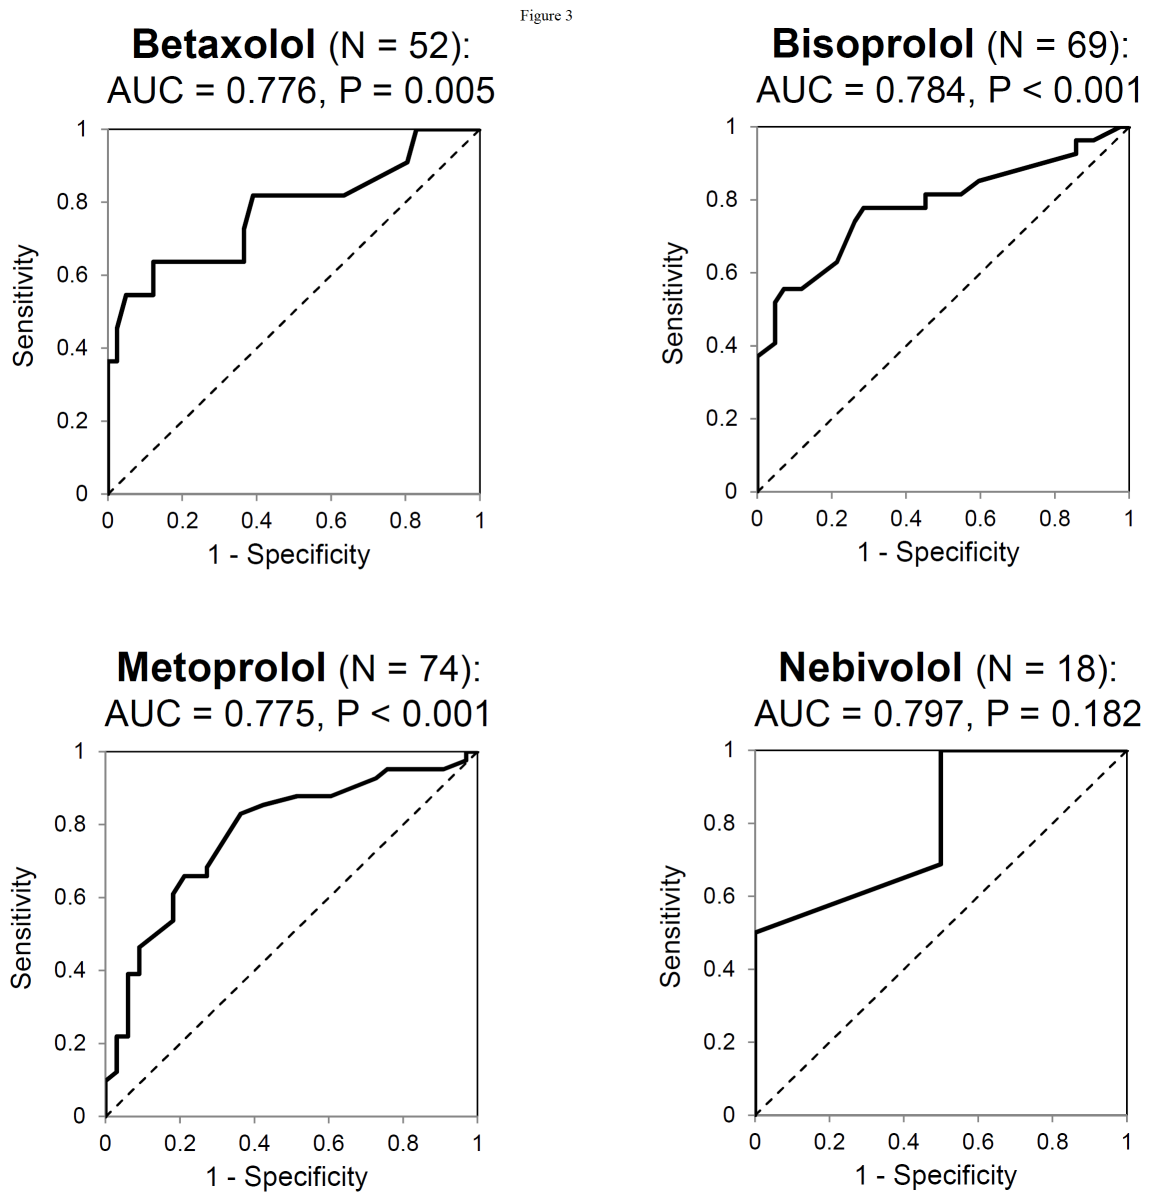 Figure 3
Betaxolol (N = 52):
AUC = 0.776, P = 0.005
1
0.8
0.6
0.4
0.2
0
Sensitivity
0 0.2 0.4 0.6 0.8 1
1 - Specificity
Bisoprolol (N = 69):
AUC = 0.784, P < 0.001
1
0.8
0.6
0.4
0.2
0
Sensitivity
0 0.2 0.4 0.6 0.8 1
1 - Specificity
Metoprolol (N = 74):
AUC = 0.775, P < 0.001
1
0.8
0.6
0.4
0.2
0
Sensitivity
0 0.2 0.4 0.6 0.8 1
1 - Specificity
Nebivolol (N = 18):
AUC = 0.797, P = 0.182
1
0.8
0.6
0.4
0.2
0
Sensitivity
0 0.2 0.4 0.6 0.8 1
1 - Specificity